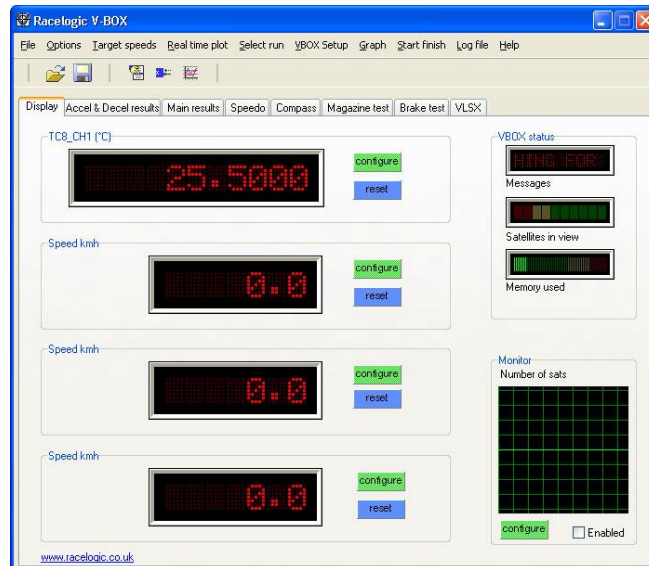 Racelogic V-BOX
File Options Target speeds Real time plot Select run VBOX Setup Graph Start finish Log file Help
Display Accel & Decel results Main results Speedo Compass Magazine test Brake test VLSX
TC8_CH1 (°C)
25.5000
configure
reset
Speed kmh
0.0
configure
reset
Speed kmh
0.0
configure
reset
Speed kmh
0.0
configure
reset
www.racelogic.co.uk
VBOX status
HING FOR
Messages
Satellites in view
Memory used
Monitor
Number of sats
configure
Enabled